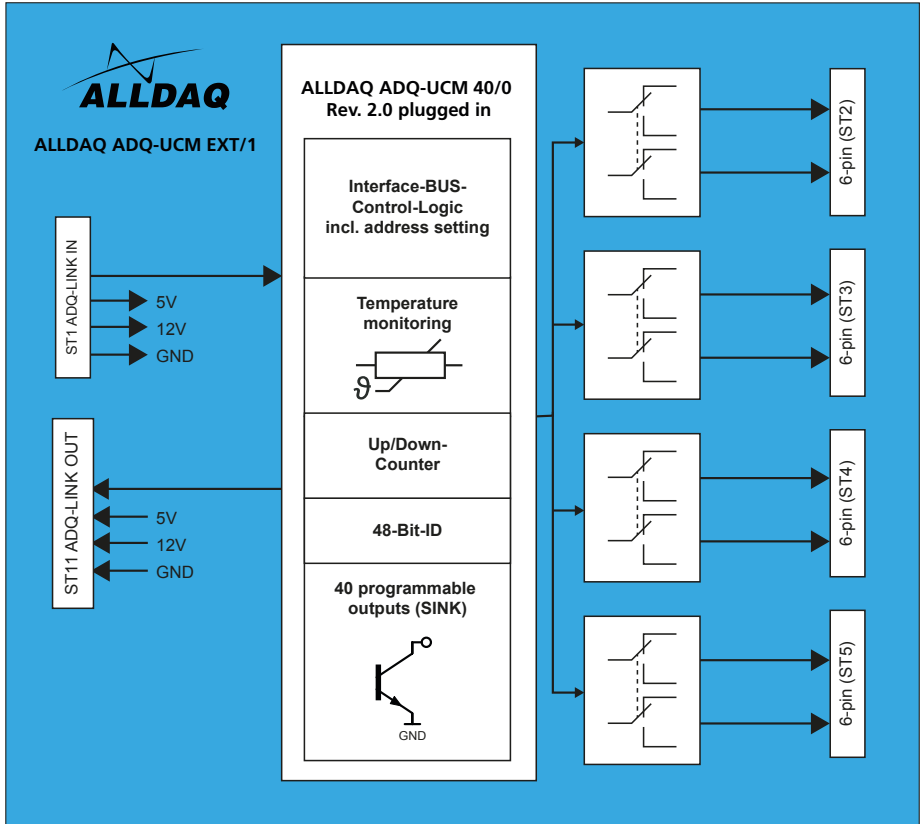 ALLDAQ
ALLDAQ ADQ-UCM EXT/1
ST1 ADQ-LINK IN
5V
12V
GND
ST11 ADQ-LINK OUT
5V
12V
GND
ALLDAQ ADQ-UCM 40/0
Rev. 2.0 plugged in
Interface-BUS-
Control-Logic
incl. address setting
Temperature
monitoring
ϑ
Up/Down-
Counter
48-Bit-ID
40 programmable
outputs (SINK)
GND
6-pin (ST2)
6-pin (ST3)
6-pin (ST4)
6-pin (ST5)